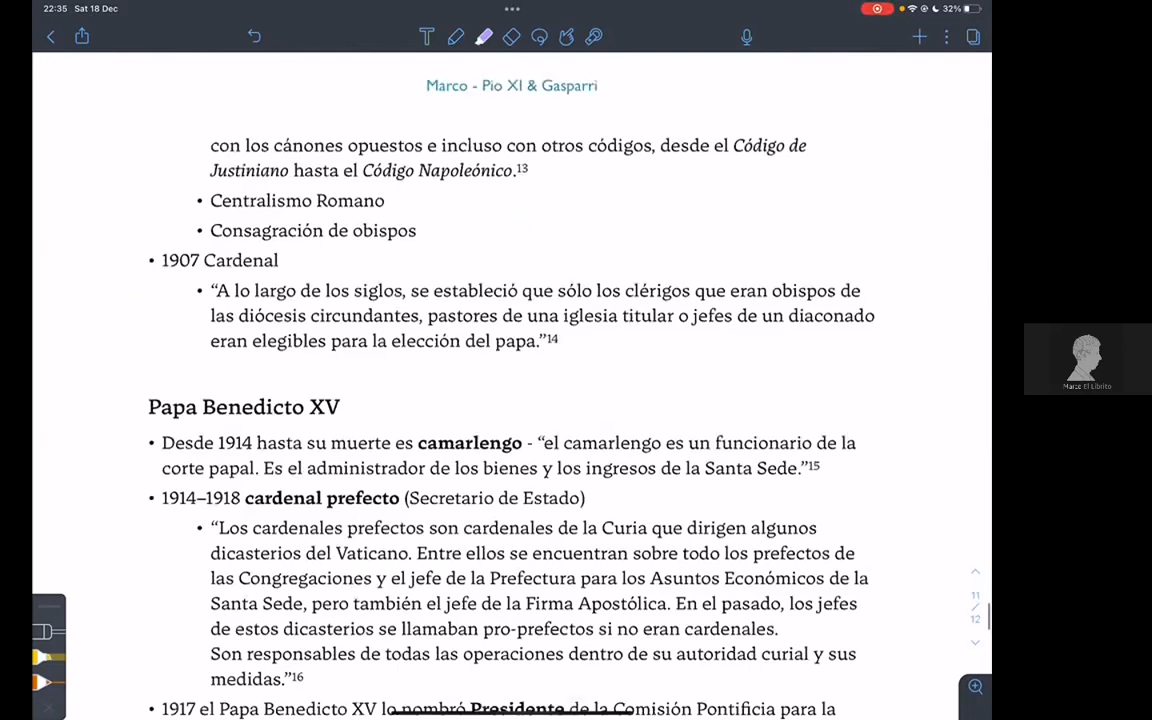 22:35 Sat 18 Dec
32%
Marco - Pio XI & Gasparri
con los cánones opuestos e incluso con otros códigos, desde el Código de
Justiniano hasta el Código Napoleónico.¹³
• Centralismo Romano
• Consagración de obispos
• 1907 Cardenal
• “A lo largo de los siglos, se estableció que sólo los clérigos que eran obispos de
las diócesis circundantes, pastores de una iglesia titular o jefes de un diaconado
eran elegibles para la elección del papa.”¹⁴
Papa Benedicto XV
• Desde 1914 hasta su muerte es camarlengo - “el camarlengo es un funcionario de la
corte papal. Es el administrador de los bienes y los ingresos de la Santa Sede.”¹⁵
• 1914–1918 cardenal prefecto (Secretario de Estado)
• “Los cardenales prefectos son cardenales de la Curia que dirigen algunos
dicasterios del Vaticano. Entre ellos se encuentran sobre todo los prefectos de
las Congregaciones y el jefe de la Prefectura para los Asuntos Económicos de la
Santa Sede, pero también el jefe de la Firma Apostólica. En el pasado, los jefes
de estos dicasterios se llamaban pro-prefectos si no eran cardenales.
Son responsables de todas las operaciones dentro de su autoridad curial y sus
medidas.”¹⁶
• 1917 el Papa Benedicto XV lo nombró Presidente de la Comisión Pontificia para la
11
/
12
Marco El Librito